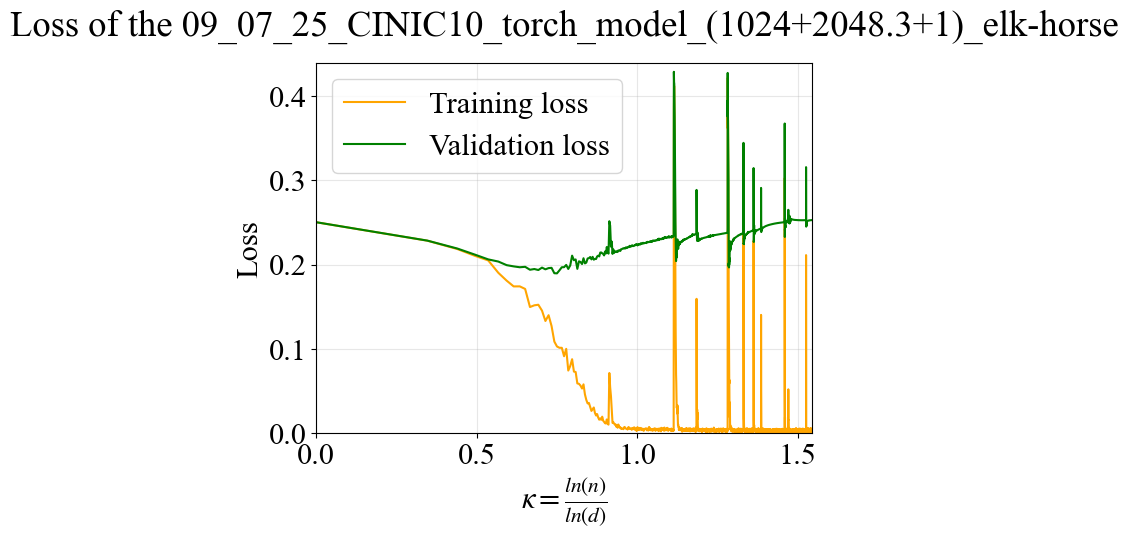 Loss of the 09_07_25_CINIC10_torch_model_(1024+2048.3+1)_elk-horse
Training loss
Validation loss
Loss
0.4
0.3
0.2
0.1
0.0
0.0 0.5 1.0 1.5
κ = ln(n)/ln(d)